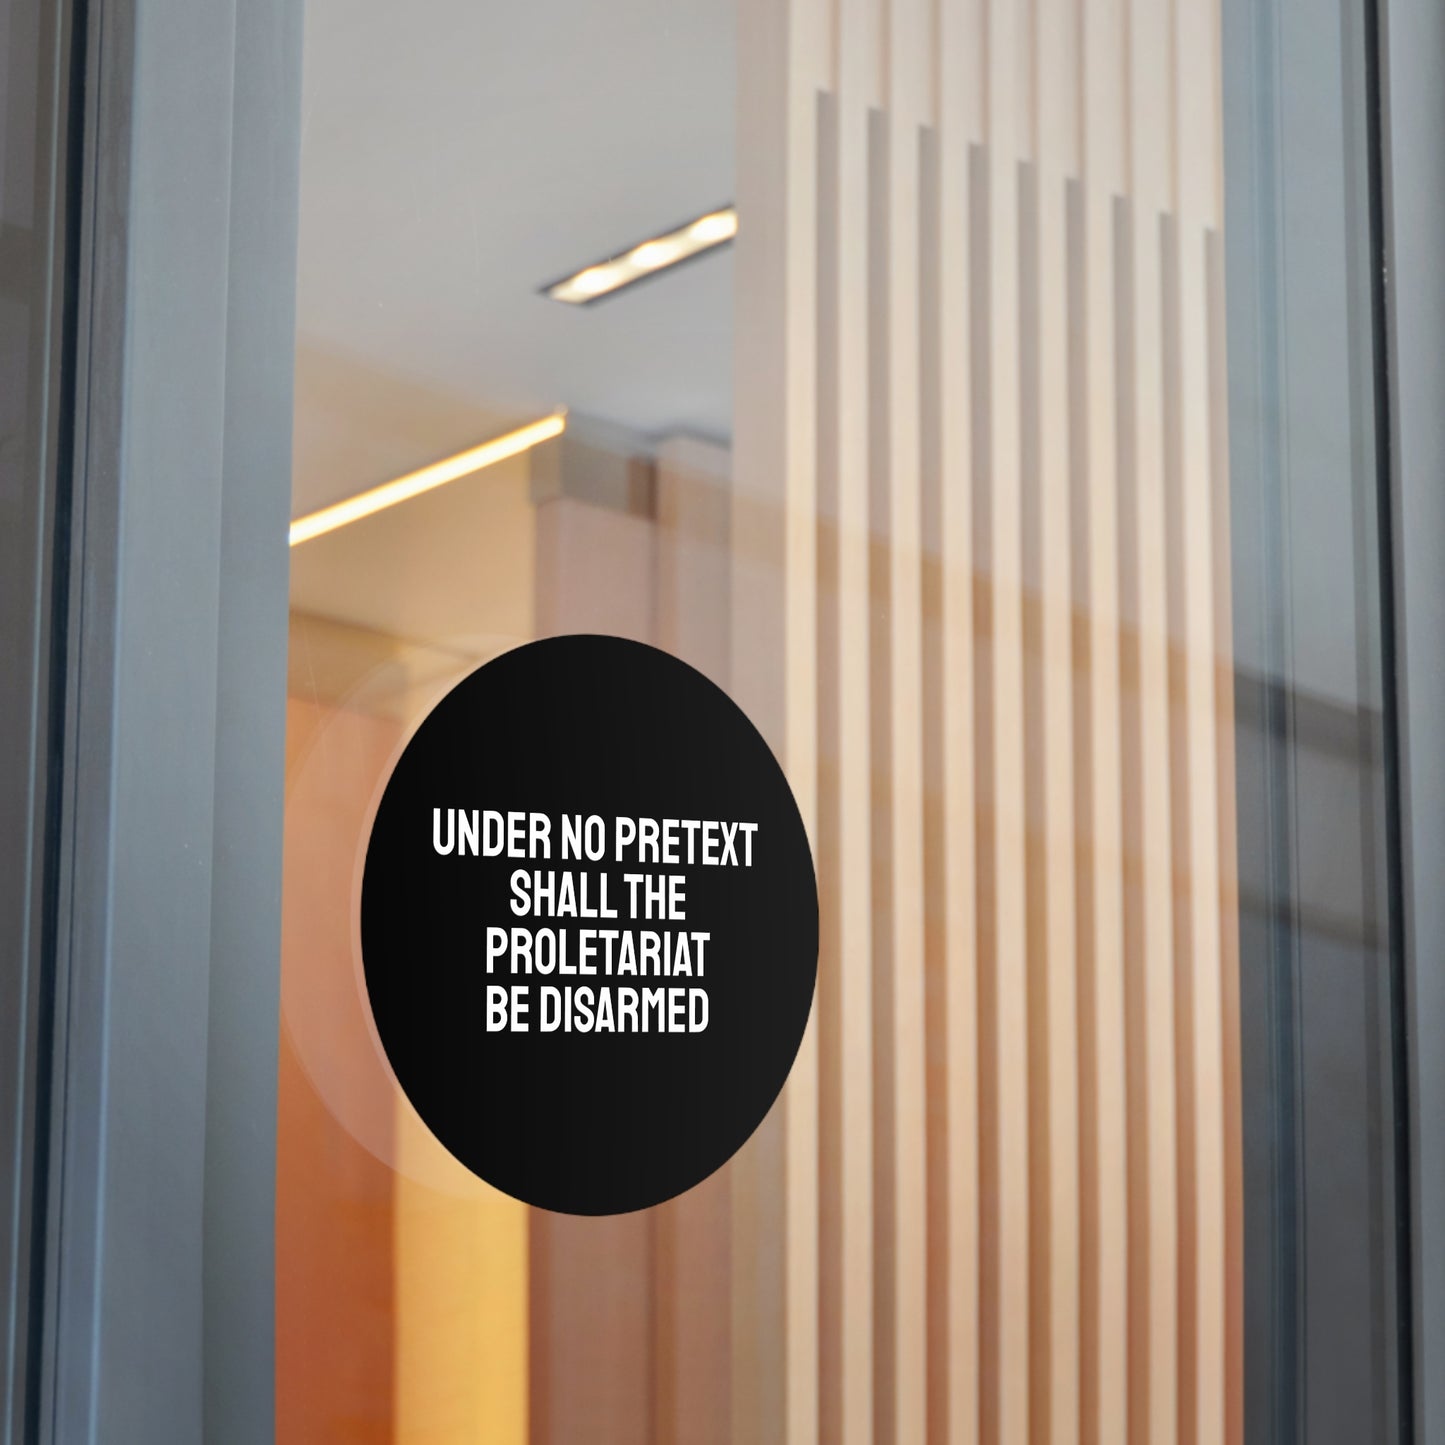 UNDER NO PRETEXT
SHALL THE
PROLETARIAT
BE DISARMED